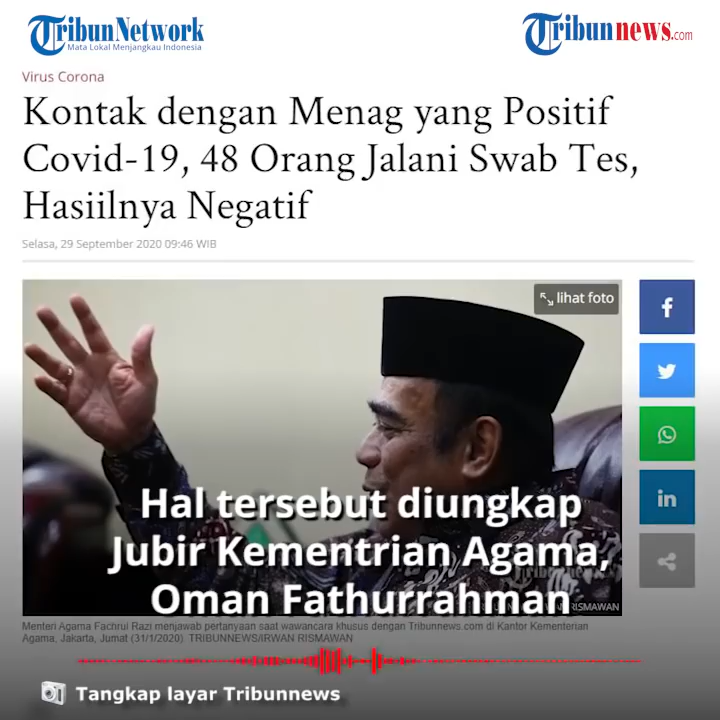 TribunNetwork
Mata Lokal Menjangkau Indonesia
Tribunnews.com
Virus Corona
Kontak dengan Menag yang Positif
Covid-19, 48 Orang Jalani Swab Tes,
Hasiilnya Negatif
Selasa, 29 September 2020 09:46 WIB
lihat foto
Hal tersebut diungkap
Jubir Kementrian Agama,
Oman Fathurrahman
RISMAWAN
Menteri Agama Fachrul Razi menjawab pertanyaan saat wawancara khusus dengan Tribunnews.com di Kantor Kementerian
Agama, Jakarta, Jumat (31/1/2020). TRIBUNNEWS/IRWAN RISMAWAN
Tangkap layar Tribunnews